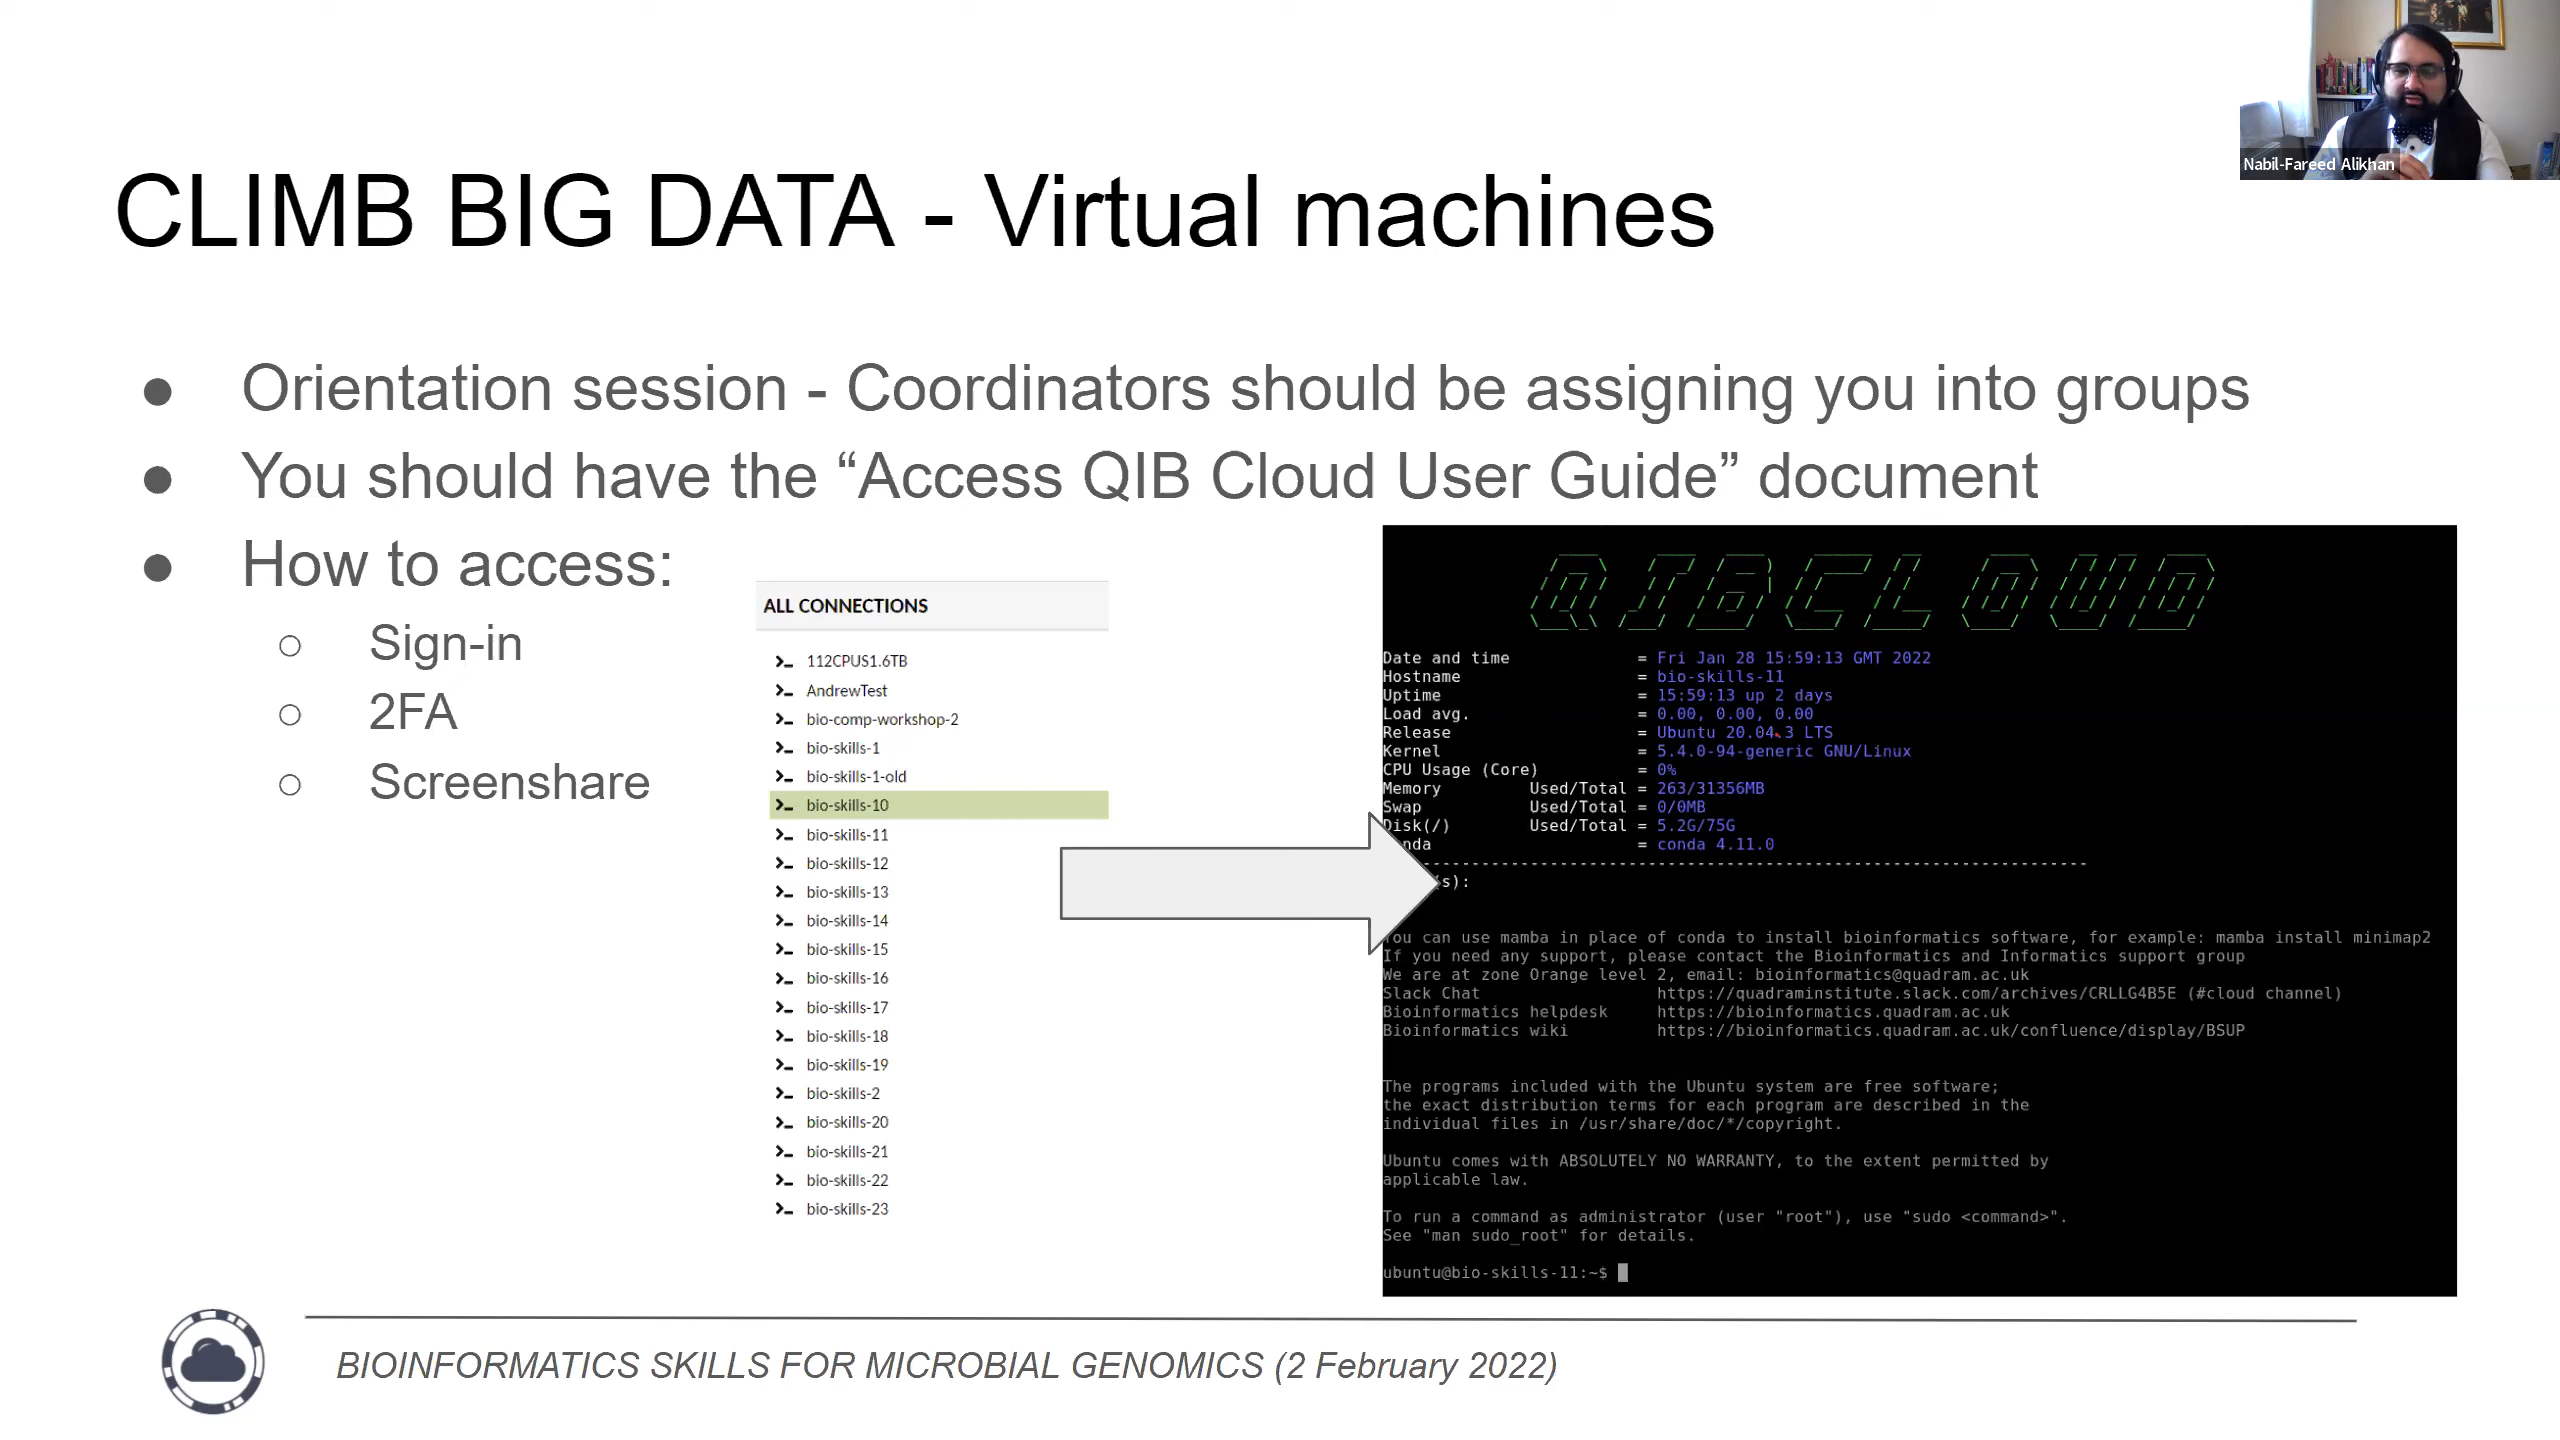 Nabil-Fareed Alikhan
CLIMB BIG DATA - Virtual machines
● Orientation session - Coordinators should be assigning you into groups
● You should have the “Access QIB Cloud User Guide” document
● How to access:
○ Sign-in
○ 2FA
○ Screenshare
ALL CONNECTIONS
112CPUS1.6TB
AndrewTest
bio-comp-workshop-2
bio-skills-1
bio-skills-1-old
bio-skills-10
bio-skills-11
bio-skills-12
bio-skills-13
bio-skills-14
bio-skills-15
bio-skills-16
bio-skills-17
bio-skills-18
bio-skills-19
bio-skills-2
bio-skills-20
bio-skills-21
bio-skills-22
bio-skills-23
QIBCLOUD
Date and time = Fri Jan 28 15:59:13 GMT 2022
Hostname = bio-skills-11
Uptime = 15:59:13 up 2 days
Load avg. = 0.00, 0.00, 0.00
Release = Ubuntu 20.04.3 LTS
Kernel = 5.4.0-94-generic GNU/Linux
CPU Usage (Core) = 0%
Memory Used/Total = 263/31356MB
Swap Used/Total = 0/0MB
Disk(/) Used/Total = 5.2G/75G
nda = conda 4.11.0
(s):
You can use mamba in place of conda to install bioinformatics software, for example: mamba install minimap2
If you need any support, please contact the Bioinformatics and Informatics support group
We are at zone Orange level 2, email: bioinformatics@quadram.ac.uk
Slack Chat https://quadraminstitute.slack.com/archives/CRLLG4B5E (#cloud channel)
Bioinformatics helpdesk https://bioinformatics.quadram.ac.uk
Bioinformatics wiki https://bioinformatics.quadram.ac.uk/confluence/display/BSUP
The programs included with the Ubuntu system are free software;
the exact distribution terms for each program are described in the
individual files in /usr/share/doc/*/copyright.
Ubuntu comes with ABSOLUTELY NO WARRANTY, to the extent permitted by
applicable law.
To run a command as administrator (user "root"), use "sudo <command>".
See "man sudo_root" for details.
ubuntu@bio-skills-11:~$
BIOINFORMATICS SKILLS FOR MICROBIAL GENOMICS (2 February 2022)